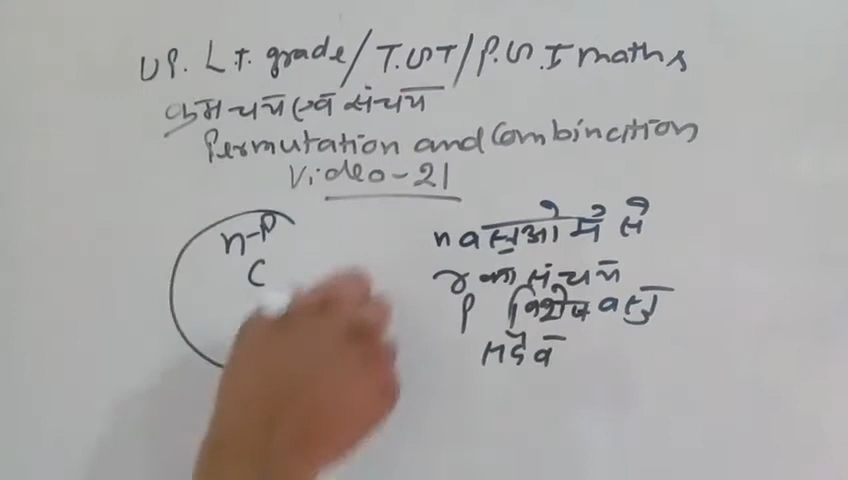 UP. L.T. grade/T.GT/P.G.T maths
क्रमचय एवं संचय
Permutation and Combination
Video-21
n-P
C
n वस्तुओं में से
r का संचय
P विशेष वस्तु
सदैव